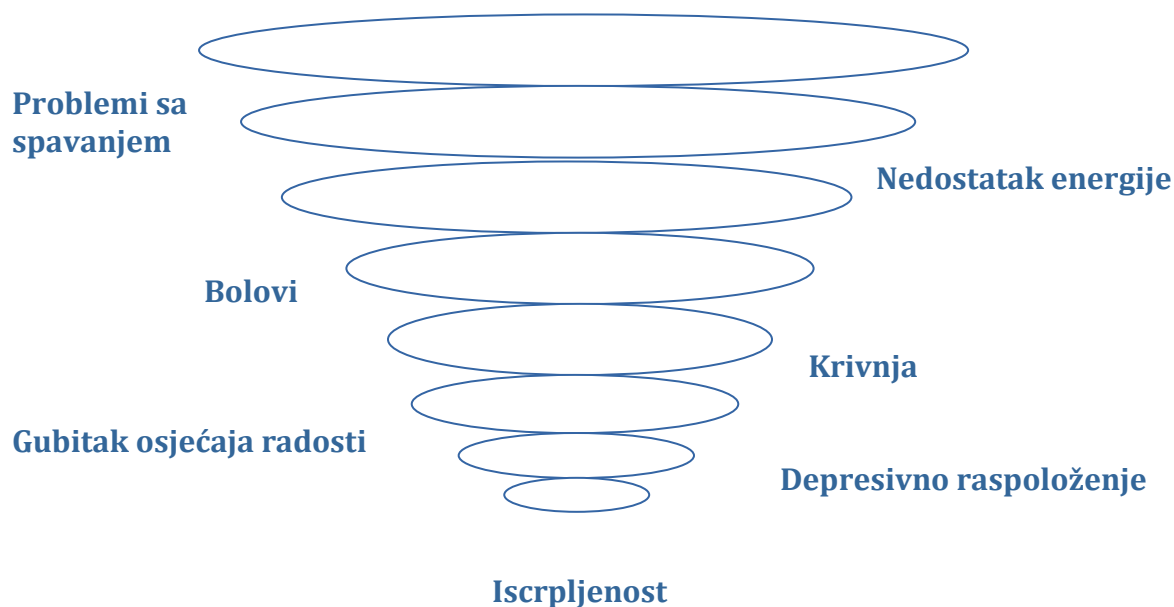 Problemi sa
spavanjem
Nedostatak energije
Bolovi
Krivnja
Gubitak osjećaja radosti
Depresivno raspoloženje
Iscrpljenost